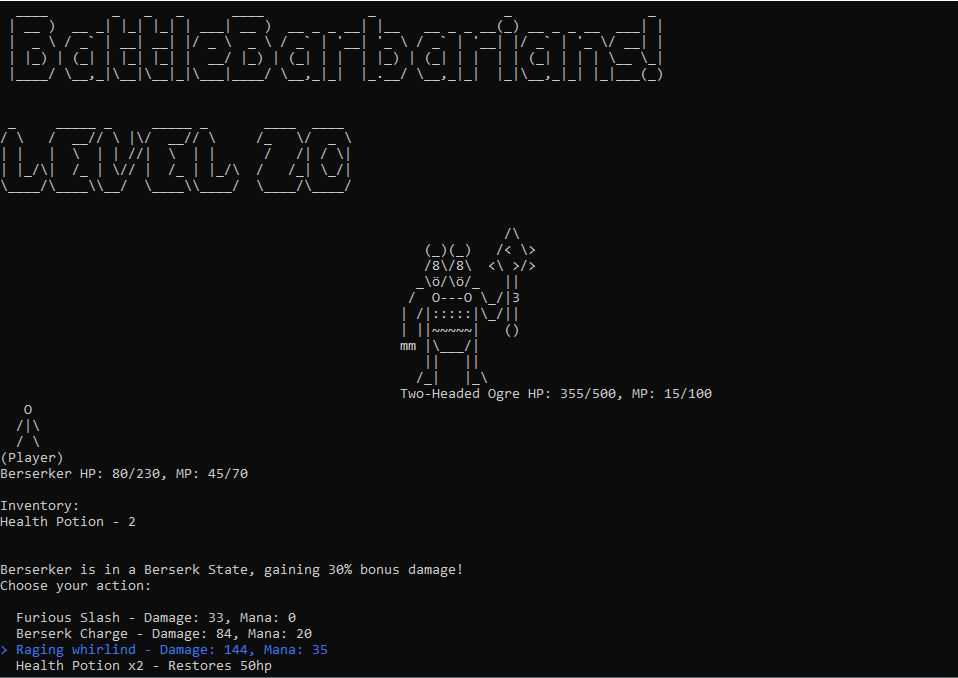 BattleBarbarians!
LEVEL 20
Two-Headed Ogre HP: 355/500, MP: 15/100
(Player)
Berserker HP: 80/230, MP: 45/70
Inventory:
Health Potion - 2
Berserker is in a Berserk State, gaining 30% bonus damage!
Choose your action:
Furious Slash - Damage: 33, Mana: 0
Berserk Charge - Damage: 84, Mana: 20
> Raging whirlind - Damage: 144, Mana: 35
Health Potion x2 - Restores 50hp